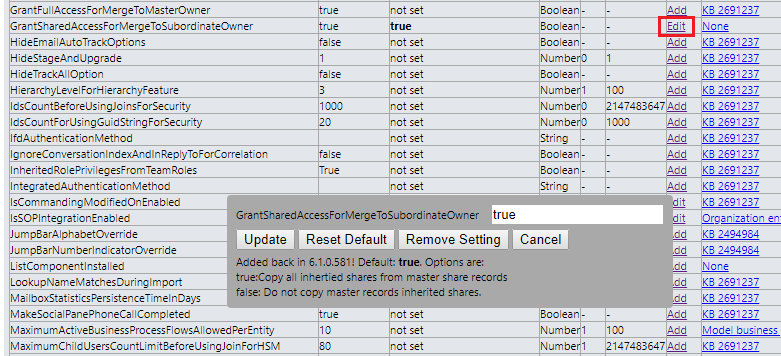 GrantFullAccessForMergeToMasterOwner true not set Boolean - - Add KB 2691237
GrantSharedAccessForMergeToSubordinateOwner true true Boolean - - Edit None
HideEmailAutoTrackOptions false not set Boolean - - Add KB 2691237
HideStageAndUpgrade 1 not set Number 0 1 Add KB 2691237
HideTrackAllOption false not set Boolean - - Add KB 2691237
HierarchyLevelForHierarchyFeature 3 not set Number 1 100 Add KB 2691237
IdsCountBeforeUsingJoinsForSecurity 1000 not set Number 0 2147483647 Add KB 2691237
IdsCountForUsingGuidStringForSecurity 20 not set Number 0 1000 Add KB 2691237
IfdAuthenticationMethod not set String - - Add KB 2691237
IgnoreConversationIndexAndInReplyToForCorrelation false not set Boolean - - Add KB 2691237
InheritedRolePrivilegesFromTeamRoles True not set Boolean - - Add KB 2691237
IntegratedAuthenticationMethod not set String - - Add KB 2691237
IsCommandingModifiedOnEnabled Edit KB 2691237
IsSOPIntegrationEnabled Edit Organization en
JumpBarAlphabetOverride Add KB 2494984
JumpBarNumberIndicatorOverride Add KB 2494984
ListComponentInstalled Edit None
LookupNameMatchesDuringImport Add KB 2691237
MailboxStatisticsPersistenceTimeInDays Add KB 2691237
GrantSharedAccessForMergeToSubordinateOwner true
Update Reset Default Remove Setting Cancel
Added back in 6.1.0.581! Default: true. Options are:
true:Copy all inhertied shares from master share records
false: Do not copy master records inherited shares.
MakeSocialPanePhoneCallCompleted true not set Boolean - - Add KB 2691237
MaximumActiveBusinessProcessFlowsAllowedPerEntity 10 not set Number 1 100 Add Model business
MaximumChildUsersCountLimitBeforeUsingJoinForHSM 80 not set Number 1 2147483647 Add KB 2691237